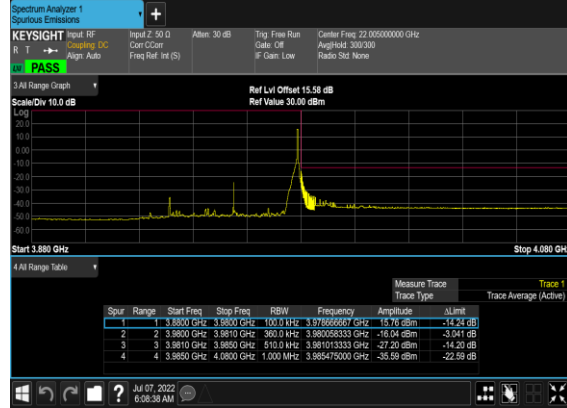 Spectrum Analyzer 1
Spurious Emissions
+
KEYSIGHT Input: RF Input Z: 50 Ω Atten: 30 dB Trig: Free Run Center Freq: 22.005000000 GHz
R T Coupling: DC Corr CCorr Gate: Off Avg|Hold: 300/300
Align: Auto Freq Ref: Int (S) IF Gain: Low Radio Std: None
PASS
3 All Range Graph
Ref Lvl Offset 15.58 dB
Scale/Div 10.0 dB Ref Value 30.00 dBm
Log
20.0
10.0
0.00
-10.0
-20.0
-30.0
-40.0
-50.0
-60.0
Start 3.880 GHz Stop 4.080 GHz
4 All Range Table
Measure Trace Trace 1
Trace Type Trace Average (Active)
Spur Range Start Freq Stop Freq RBW Frequency Amplitude ΔLimit
1 1 3.8800 GHz 3.9800 GHz 100.0 kHz 3.978666667 GHz 15.76 dBm -14.24 dB
2 2 3.9800 GHz 3.9810 GHz 360.0 kHz 3.980058333 GHz -16.04 dBm -3.041 dB
3 3 3.9810 GHz 3.9850 GHz 510.0 kHz 3.981013333 GHz -27.20 dBm -14.20 dB
4 4 3.9850 GHz 4.0800 GHz 1.000 MHz 3.985475000 GHz -35.59 dBm -22.59 dB
? Jul 07, 2022
6:08:38 AM